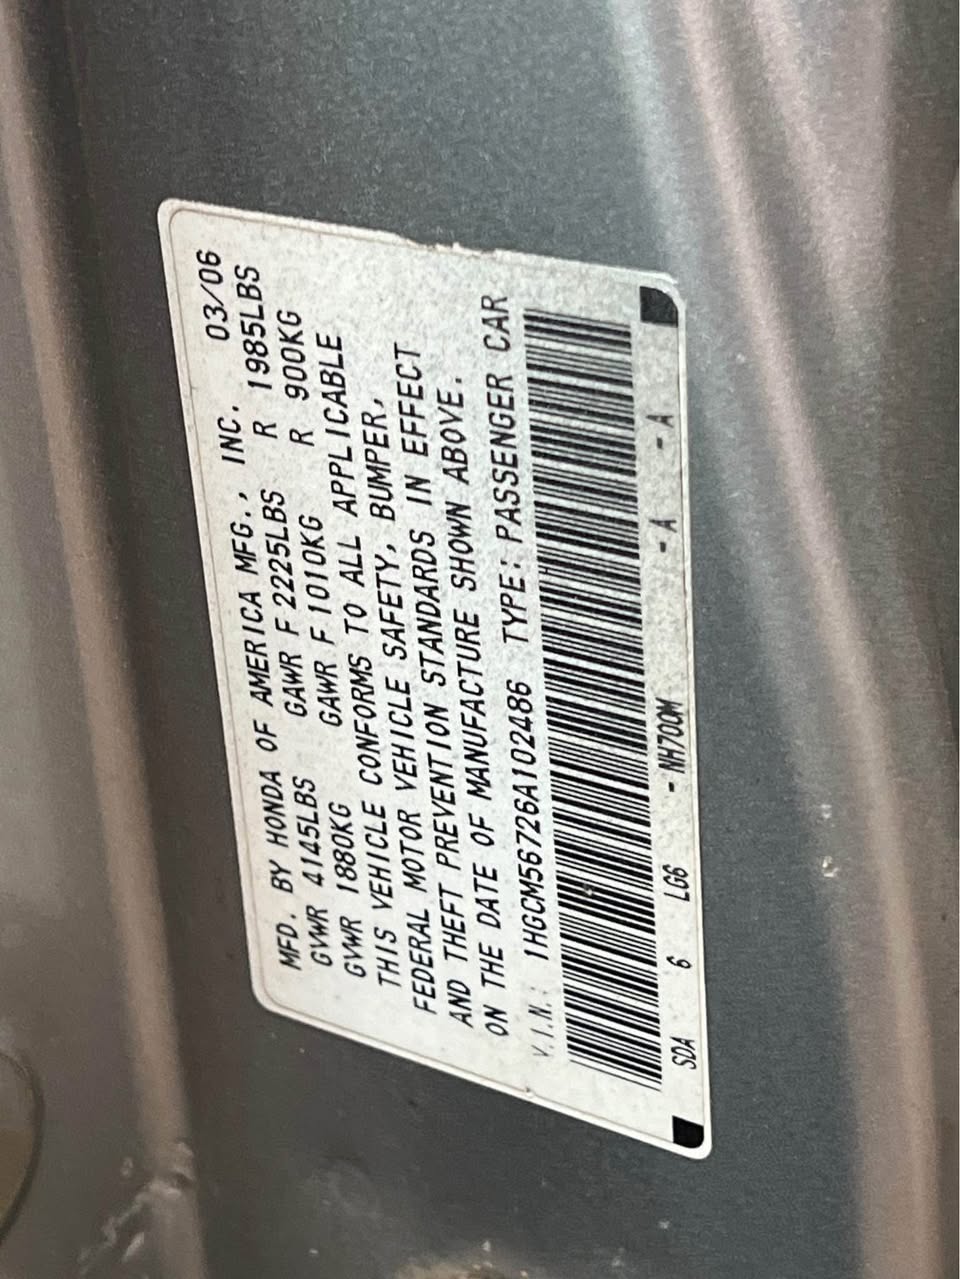 MFD. BY HONDA OF AMERICA MFG., INC. 03/06
GVWR 4145LBS GAWR F 2225LBS R 1985LBS
GVWR 1880KG GAWR F 1010KG R 900KG
THIS VEHICLE CONFORMS TO ALL APPLICABLE
FEDERAL MOTOR VEHICLE SAFETY, BUMPER,
AND THEFT PREVENTION STANDARDS IN EFFECT
ON THE DATE OF MANUFACTURE SHOWN ABOVE.
V.I.N.: 1HGCM56726A102486 TYPE: PASSENGER CAR
SDA 6 LG6 - NH700M - A - A